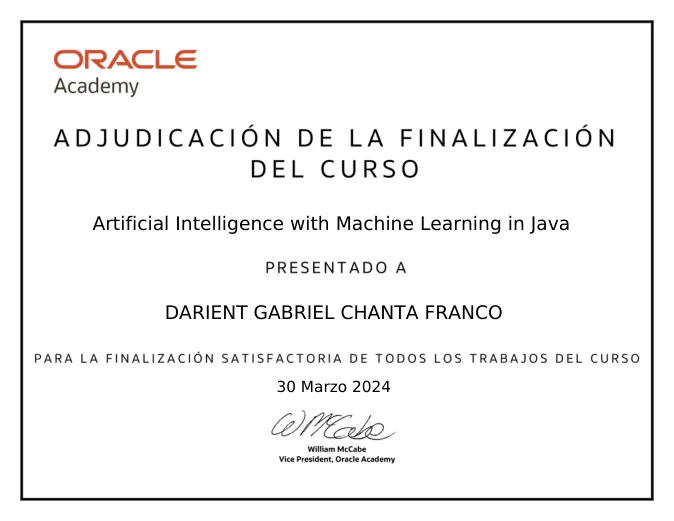 ORACLE
Academy
ADJUDICACIÓN DE LA FINALIZACIÓN
DEL CURSO
Artificial Intelligence with Machine Learning in Java
PRESENTADO A
DARIENT GABRIEL CHANTA FRANCO
PARA LA FINALIZACIÓN SATISFACTORIA DE TODOS LOS TRABAJOS DEL CURSO
30 Marzo 2024
WMcCabe
William McCabe
Vice President, Oracle Academy